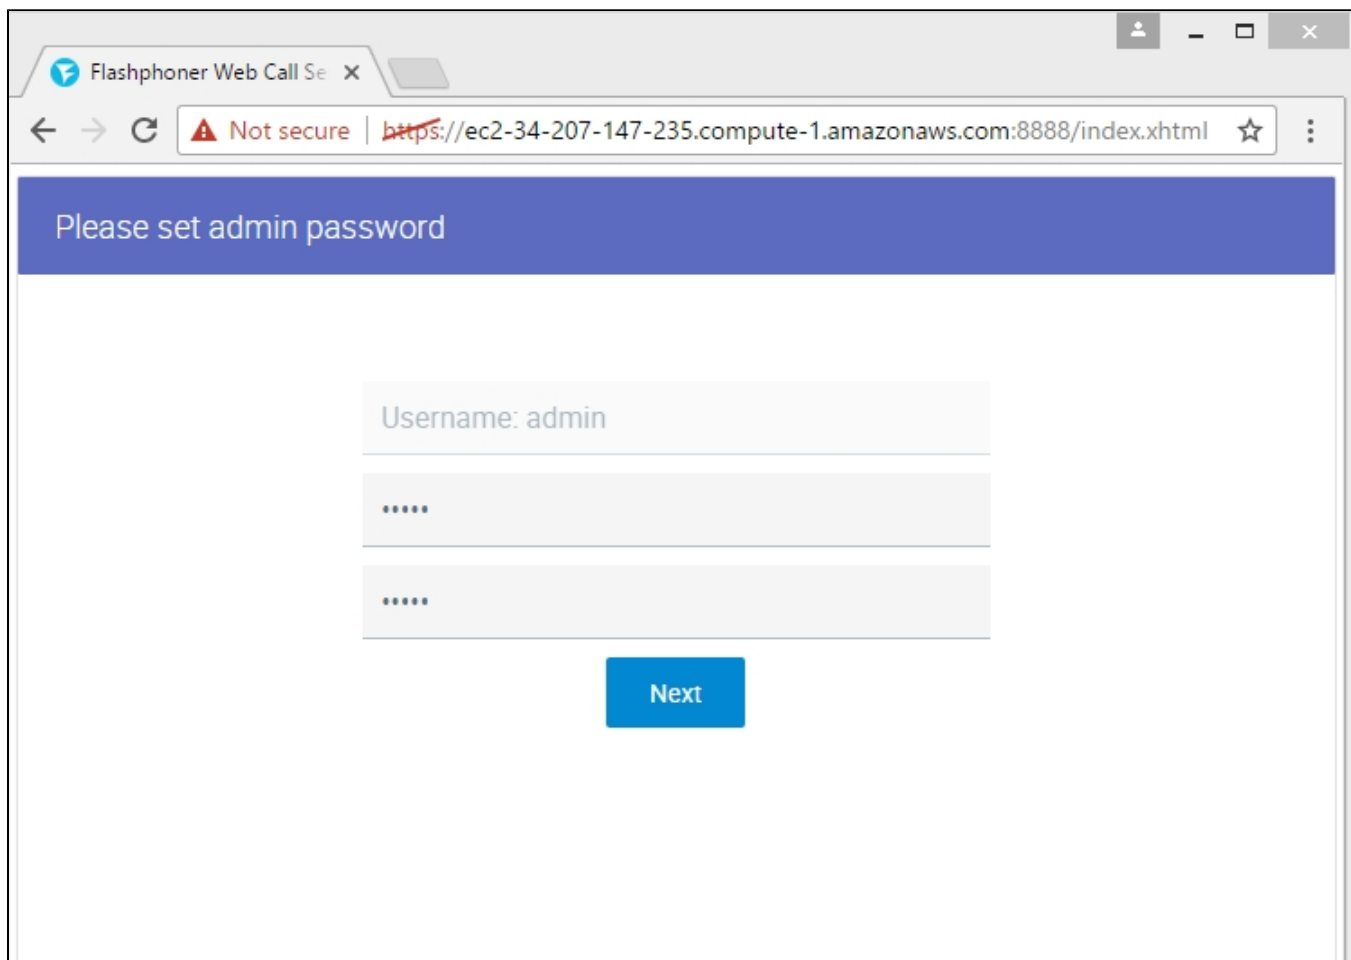 Flashphoner Web Call Se
Not secure | https://ec2-34-207-147-235.compute-1.amazonaws.com:8888/index.xhtml
Please set admin password
Username: admin
•••••
•••••
Next